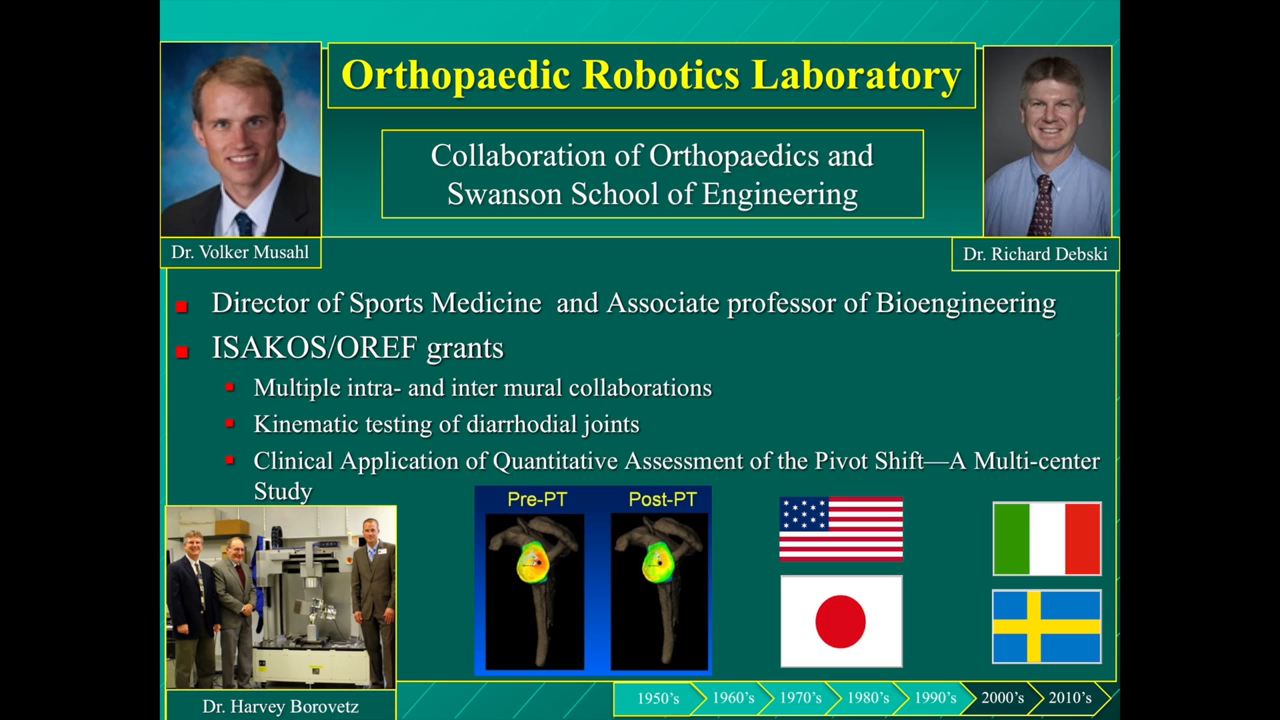 Orthopaedic Robotics Laboratory
Collaboration of Orthopaedics and
Swanson School of Engineering
Dr. Volker Musahl
Dr. Richard Debski
Director of Sports Medicine and Associate professor of Bioengineering
ISAKOS/OREF grants
Multiple intra- and inter mural collaborations
Kinematic testing of diarrhodial joints
Clinical Application of Quantitative Assessment of the Pivot Shift—A Multi-center
Study
Pre-PT
Post-PT
Dr. Harvey Borovetz
1950’s
1960’s
1970’s
1980’s
1990’s
2000’s
2010’s